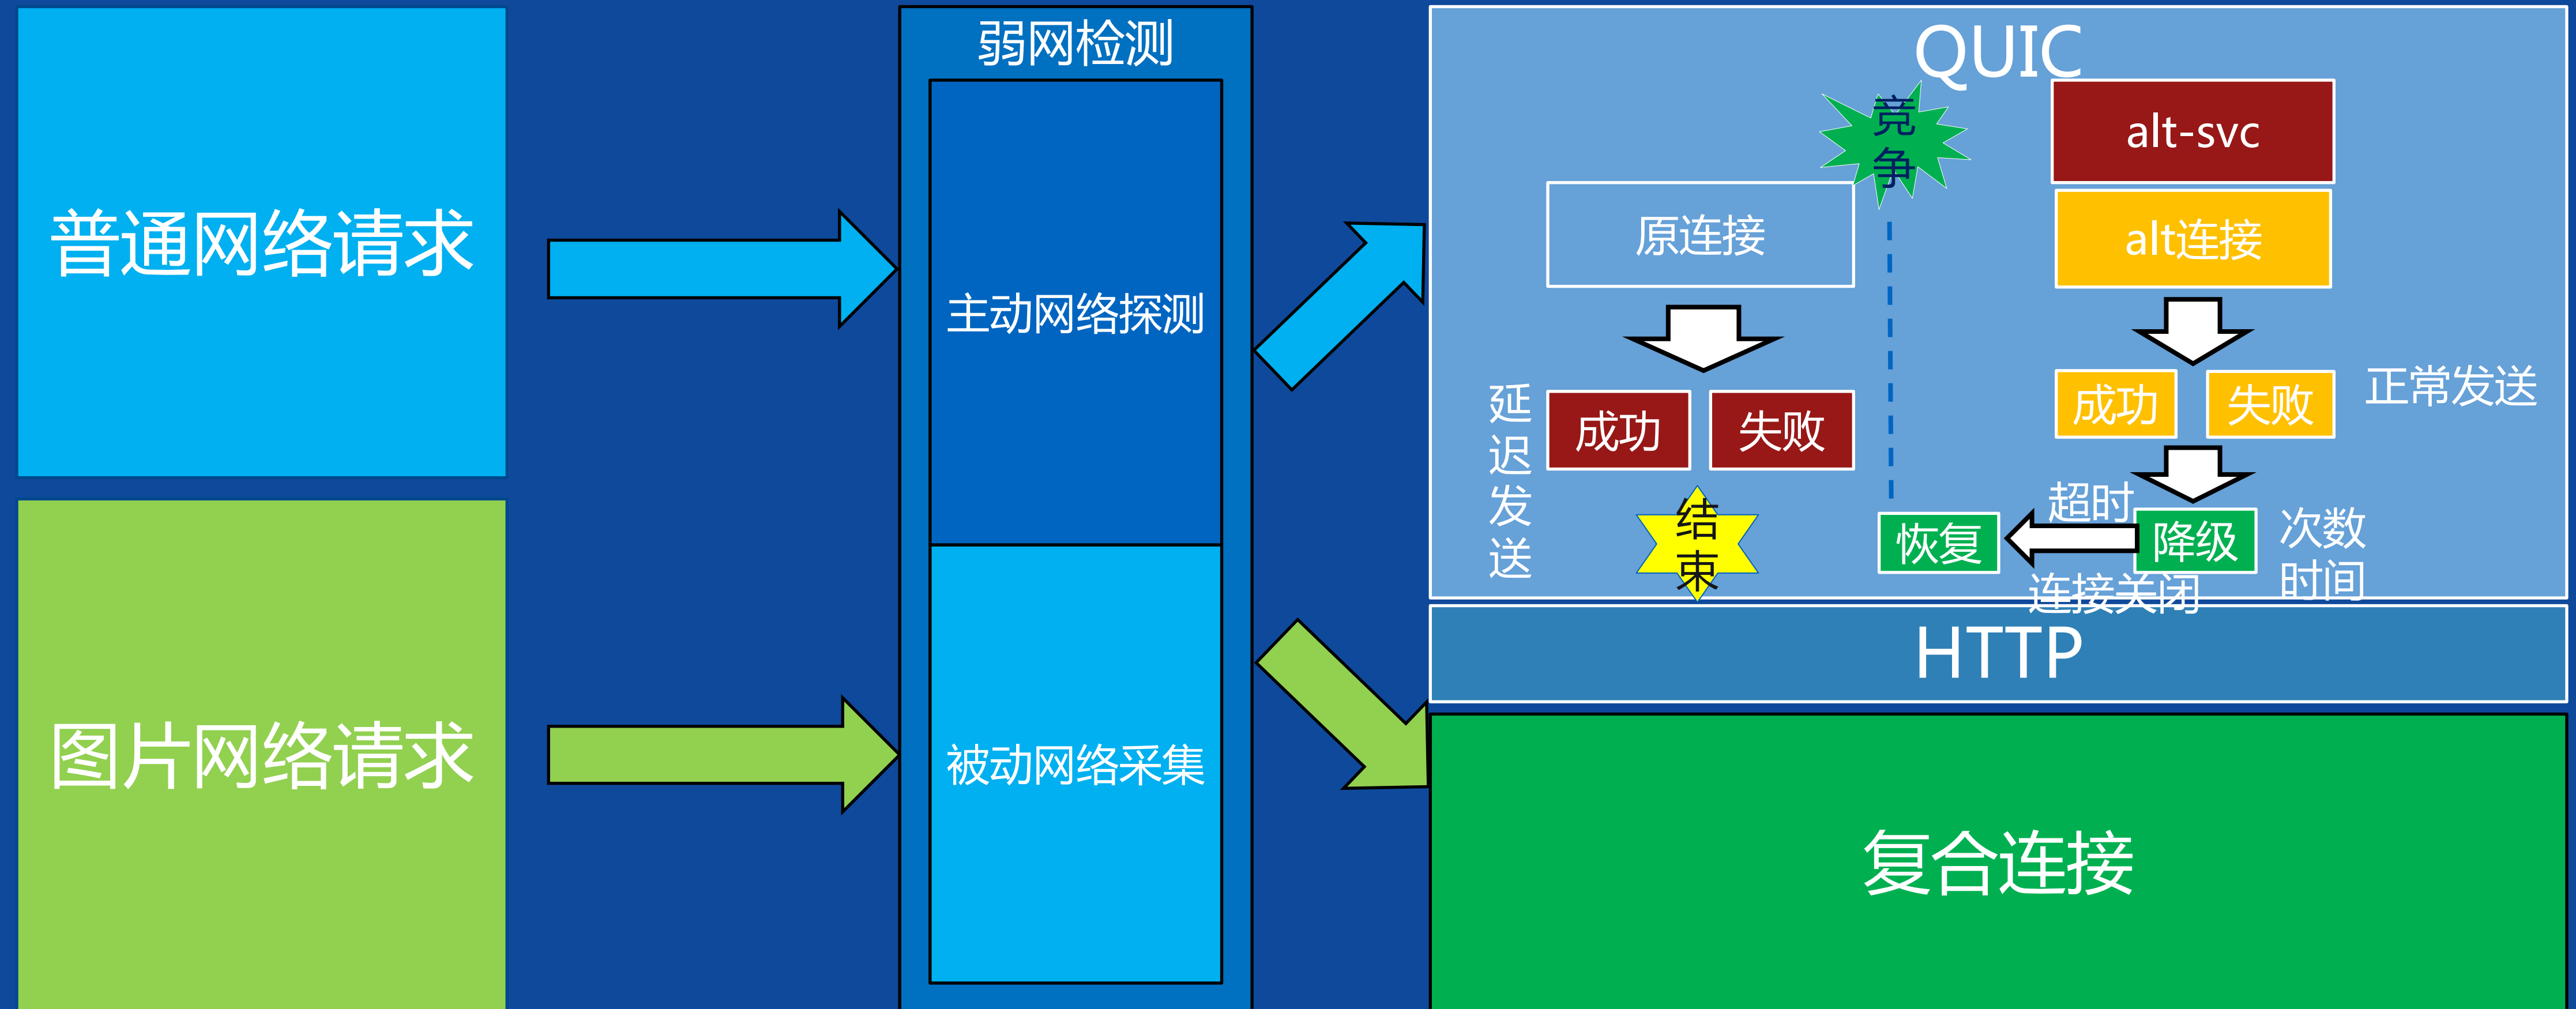 普通网络请求
图片网络请求
弱网检测
主动网络探测
被动网络采集
QUIC
竞
争
原连接
延
迟
发
送
成功
失败
结
束
alt-svc
alt连接
成功
失败
正常发送
超时
恢复
降级
连接关闭
次数
时间
HTTP
复合连接